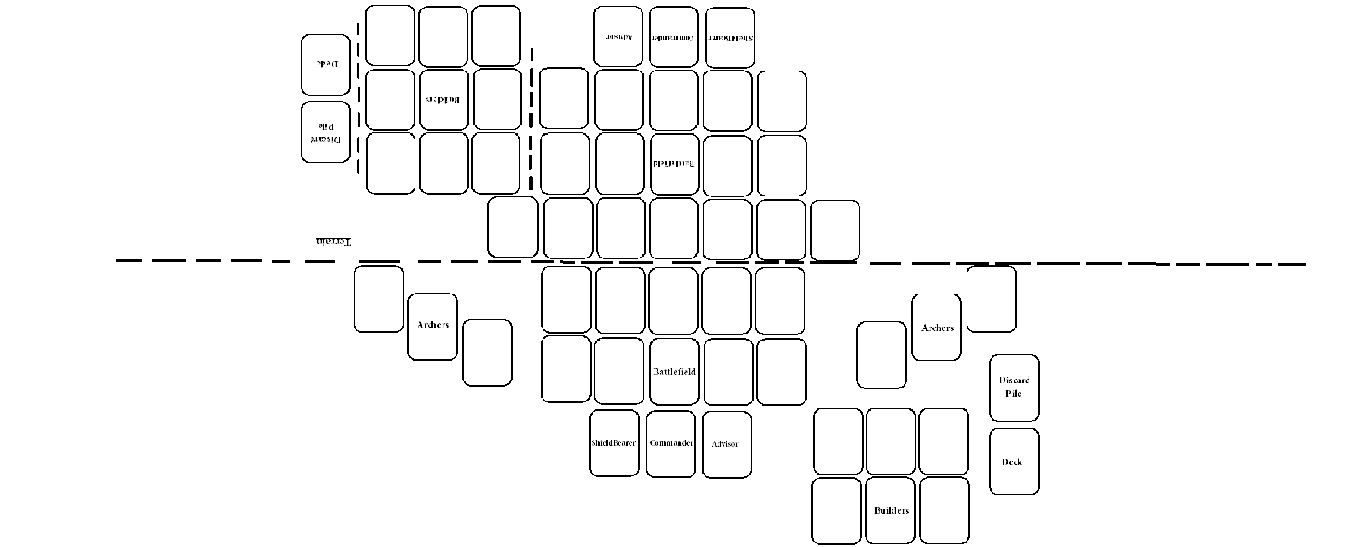 Advisor Commander ShieldBearer
Deck
Builders
Discard
Pile
Battlefield
Terrain
Archers
Archers
Battlefield
Discard
Pile
ShieldBearer Commander Advisor
Deck
Builders